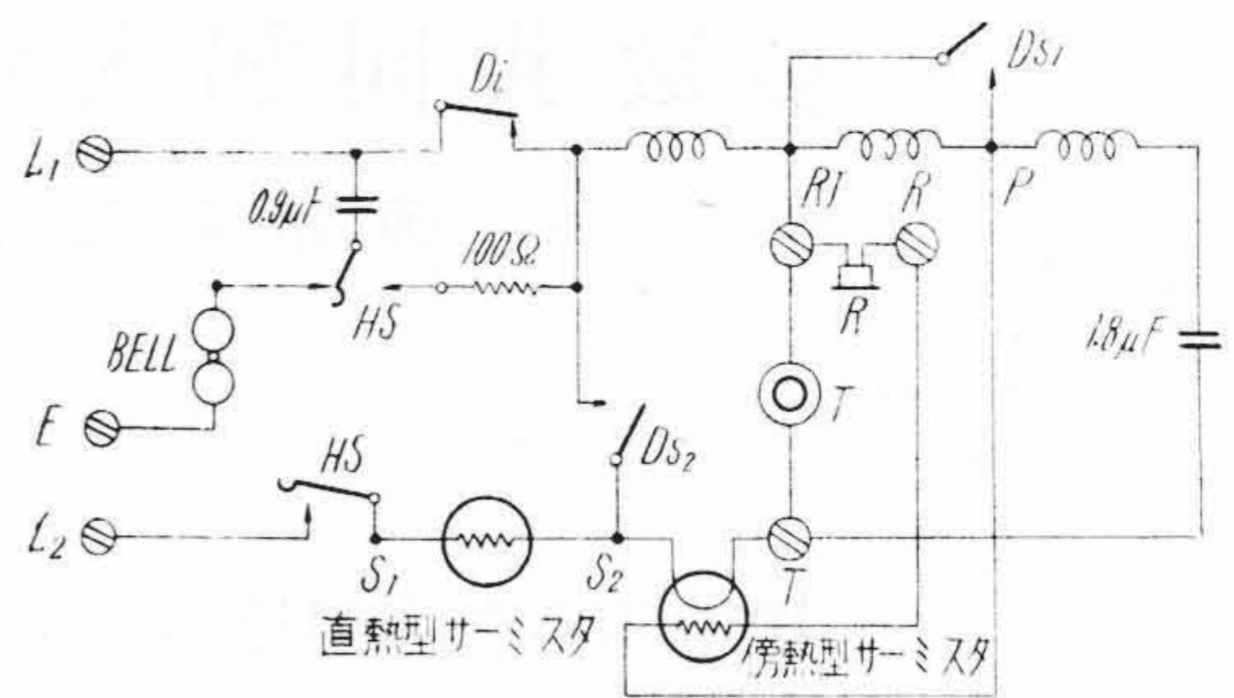 L1
Di
0.9μF
100Ω
HS
BELL
E
HS
L2
S1
S2
Ds2
Ds1
RT
R
P
R
T
T
1.8μF
直熱型サーミスタ
傍熱型サーミスタ